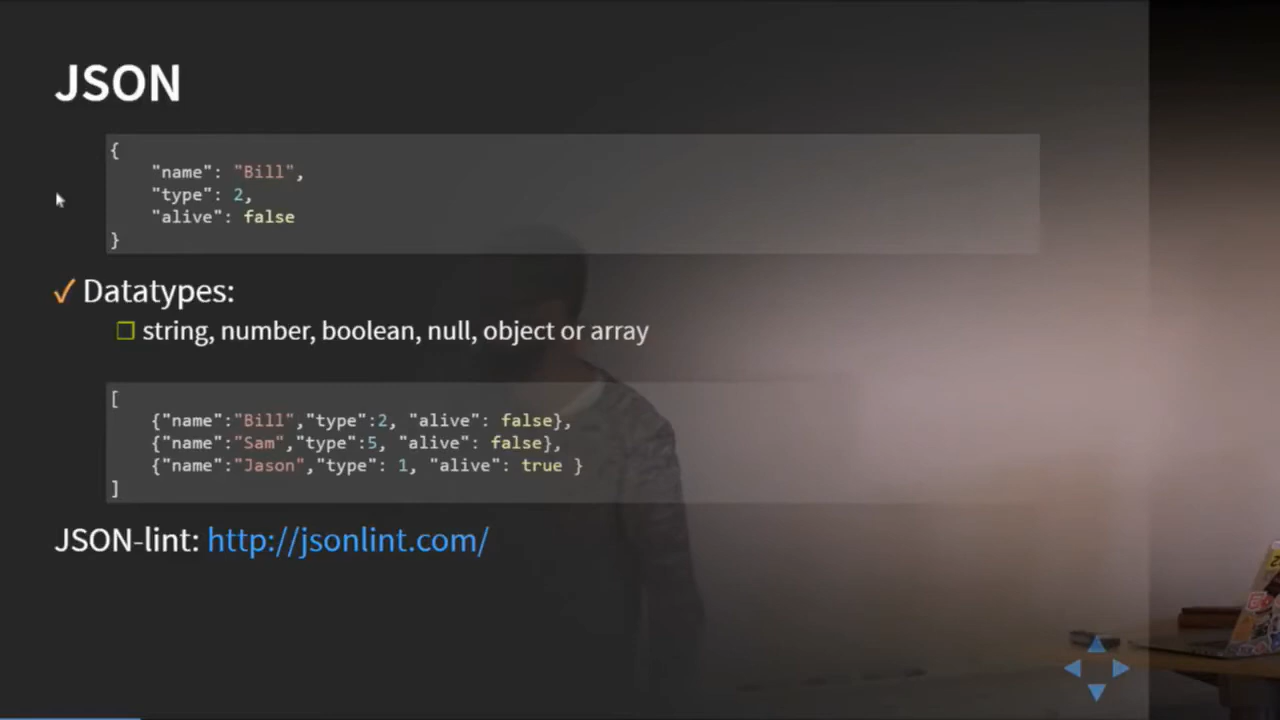 JSON
{
"name": "Bill",
"type": 2,
"alive": false
}
✓ Datatypes:
❐ string, number, boolean, null, object or array
[
{"name":"Bill","type":2, "alive": false},
{"name":"Sam","type":5, "alive": false},
{"name":"Jason","type": 1, "alive": true }
]
JSON-lint: http://jsonlint.com/